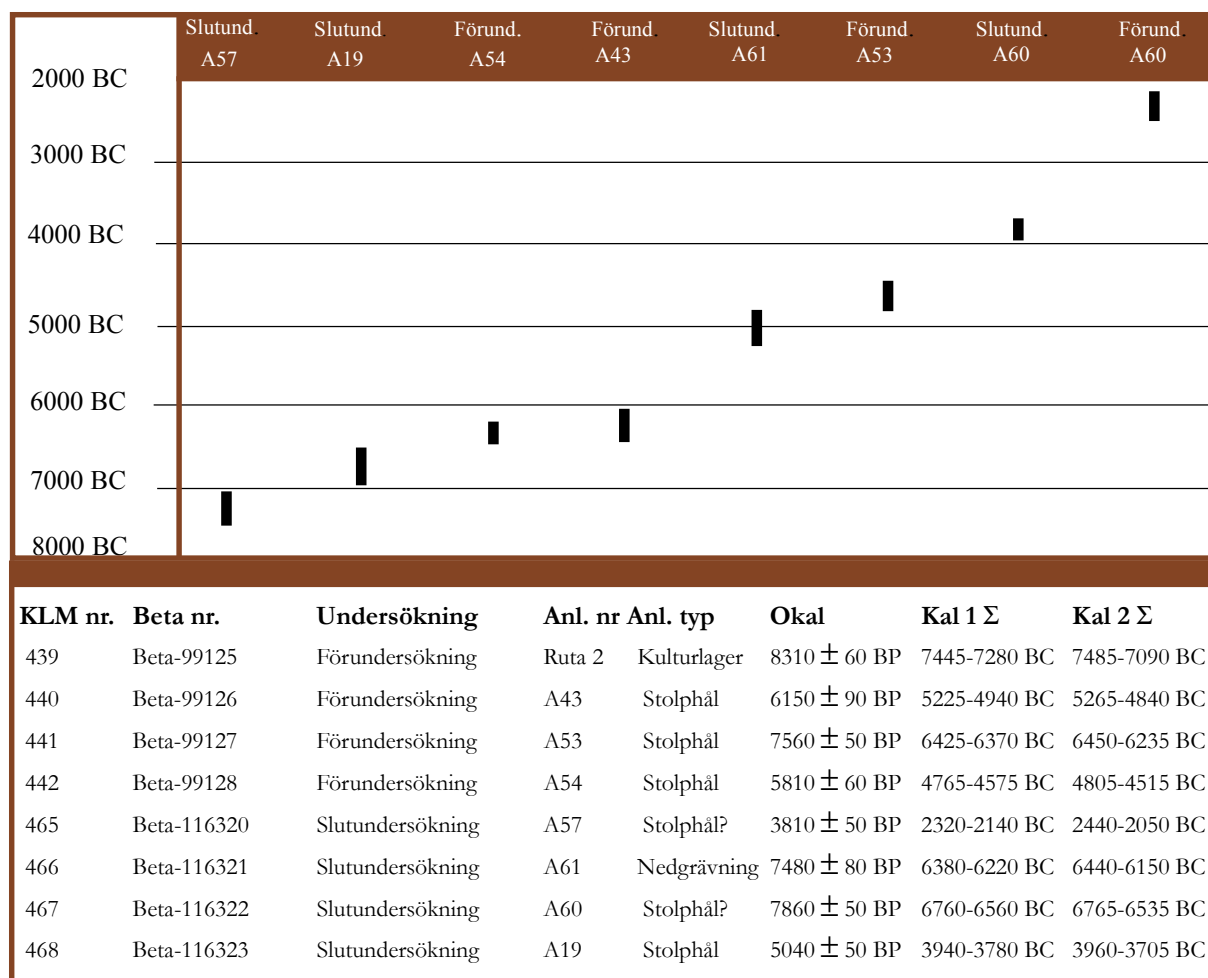 Slutund. Slutund. Förund. Förund. Slutund. Förund. Slutund. Förund.
A57 A19 A54 A43 A61 A53 A60 A60
2000 BC
3000 BC
4000 BC
5000 BC
6000 BC
7000 BC
8000 BC
KLM nr. Beta nr. Undersökning Anl. nr Anl. typ Okal Kal 1 Σ Kal 2 Σ
439 Beta-99125 Förundersökning Ruta 2 Kulturlager 8310 ± 60 BP 7445-7280 BC 7485-7090 BC
440 Beta-99126 Förundersökning A43 Stolphål 6150 ± 90 BP 5225-4940 BC 5265-4840 BC
441 Beta-99127 Förundersökning A53 Stolphål 7560 ± 50 BP 6425-6370 BC 6450-6235 BC
442 Beta-99128 Förundersökning A54 Stolphål 5810 ± 60 BP 4765-4575 BC 4805-4515 BC
465 Beta-116320 Slutundersökning A57 Stolphål? 3810 ± 50 BP 2320-2140 BC 2440-2050 BC
466 Beta-116321 Slutundersökning A61 Nedgrävning 7480 ± 80 BP 6380-6220 BC 6440-6150 BC
467 Beta-116322 Slutundersökning A60 Stolphål? 7860 ± 50 BP 6760-6560 BC 6765-6535 BC
468 Beta-116323 Slutundersökning A19 Stolphål 5040 ± 50 BP 3940-3780 BC 3960-3705 BC